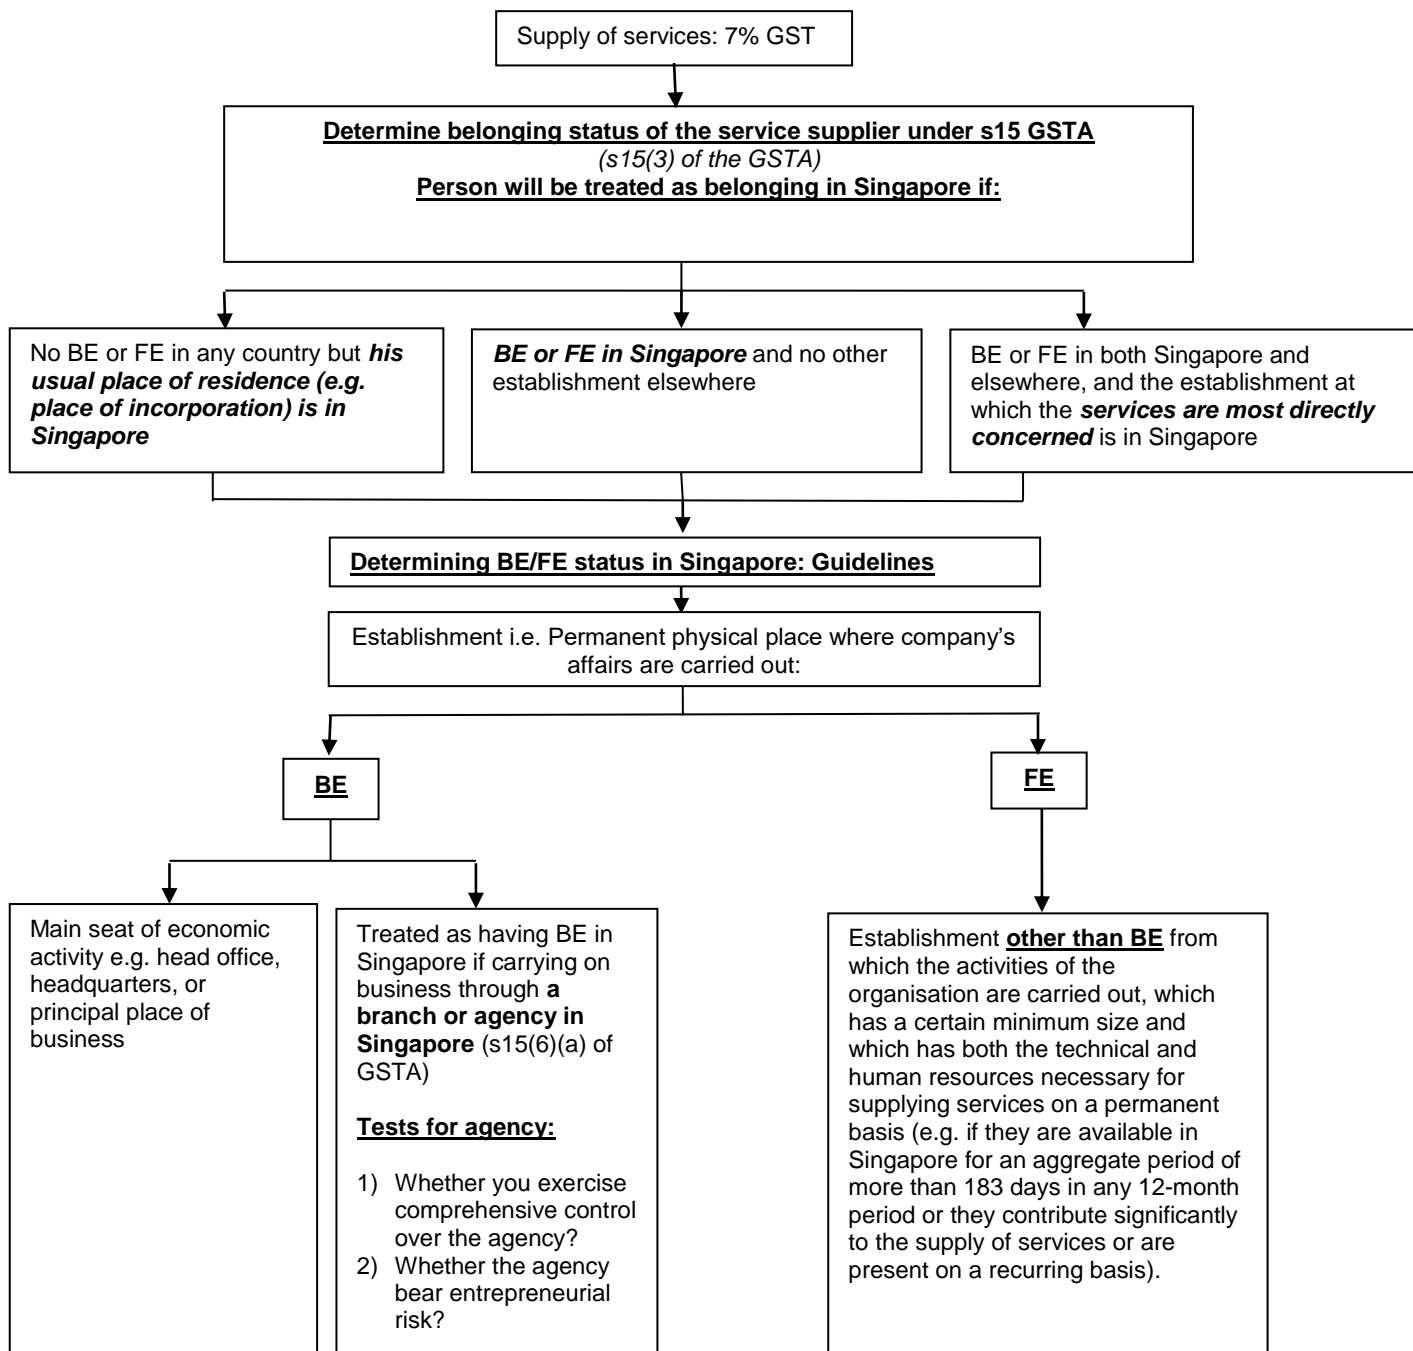 Supply of services: 7% GST
Determine belonging status of the service supplier under s15 GSTA
(s15(3) of the GSTA)
Person will be treated as belonging in Singapore if:
No BE or FE in any country but his
usual place of residence (e.g.
place of incorporation) is in
Singapore
BE or FE in Singapore and no other
establishment elsewhere
BE or FE in both Singapore and
elsewhere, and the establishment at
which the services are most directly
concerned is in Singapore
Determining BE/FE status in Singapore: Guidelines
Establishment i.e. Permanent physical place where company’s
affairs are carried out:
BE
FE
Main seat of economic
activity e.g. head office,
headquarters, or
principal place of
business
Treated as having BE in
Singapore if carrying on
business through a
branch or agency in
Singapore (s15(6)(a) of
GSTA)
Tests for agency:
1) Whether you exercise
comprehensive control
over the agency?
2) Whether the agency
bear entrepreneurial
risk?
Establishment other than BE from
which the activities of the
organisation are carried out, which
has a certain minimum size and
which has both the technical and
human resources necessary for
supplying services on a permanent
basis (e.g. if they are available in
Singapore for an aggregate period of
more than 183 days in any 12-month
period or they contribute significantly
to the supply of services or are
present on a recurring basis).